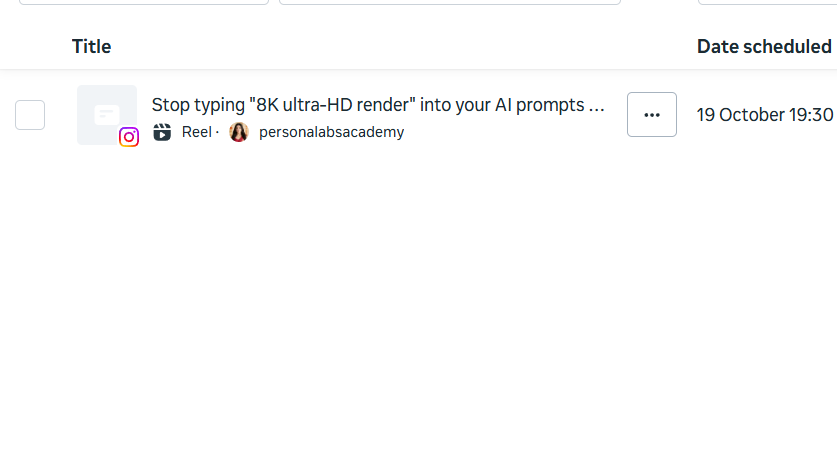 Title
Date scheduled
Stop typing "8K ultra-HD render" into your AI prompts ...
19 October 19:30
Reel · personalabsacademy